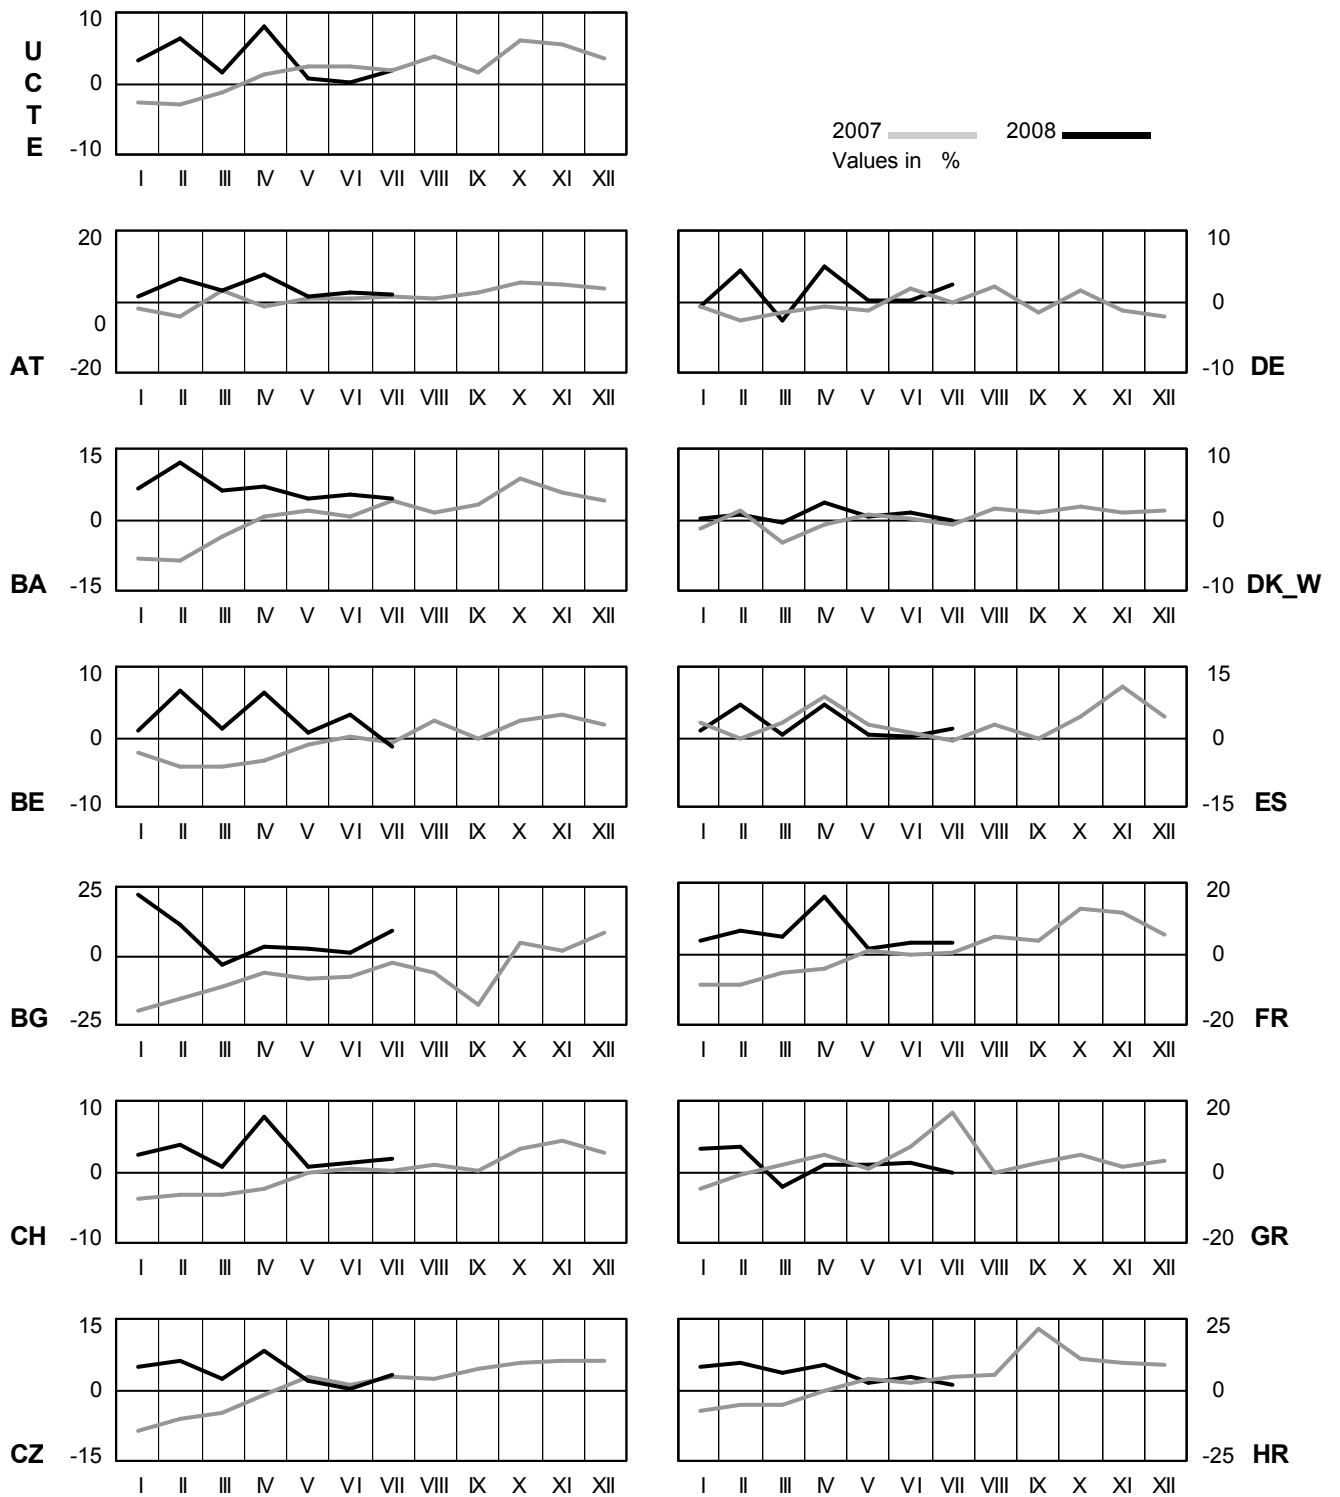 U
C
T
E
10
0
-10
I II III IV V VI VII VIII IX X XI XII
2007 2008
Values in %
20
0
-20
AT
I II III IV V VI VII VIII IX X XI XII
10
0
-10
DE
I II III IV V VI VII VIII IX X XI XII
15
0
-15
BA
I II III IV V VI VII VIII IX X XI XII
10
0
-10
DK_W
I II III IV V VI VII VIII IX X XI XII
10
0
-10
BE
I II III IV V VI VII VIII IX X XI XII
15
0
-15
ES
I II III IV V VI VII VIII IX X XI XII
25
0
-25
BG
I II III IV V VI VII VIII IX X XI XII
20
0
-20
FR
I II III IV V VI VII VIII IX X XI XII
10
0
-10
CH
I II III IV V VI VII VIII IX X XI XII
20
0
-20
GR
I II III IV V VI VII VIII IX X XI XII
15
0
-15
CZ
I II III IV V VI VII VIII IX X XI XII
25
0
-25
HR
I II III IV V VI VII VIII IX X XI XII